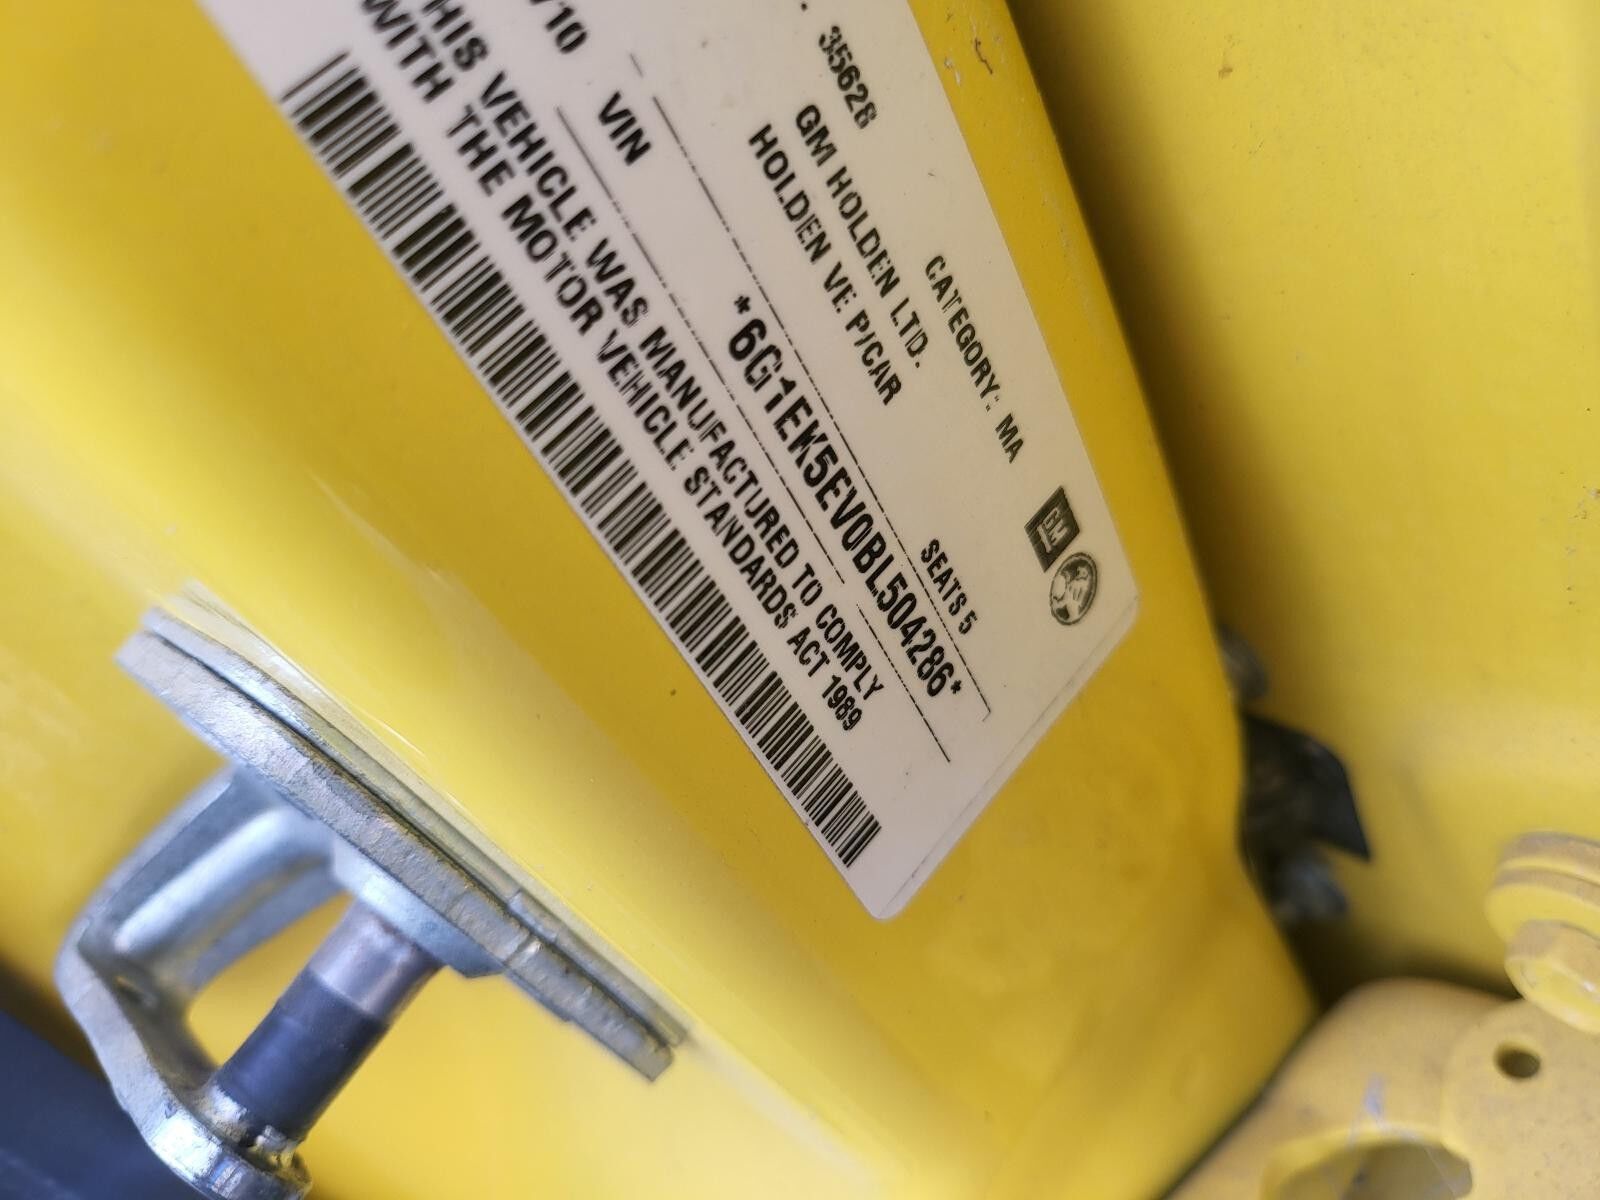 35628 CATEGORY: MA
GM HOLDEN LTD.
HOLDEN VE P/CAR
SEATS 5
/10 VIN *6G1EK5EV0BL504286*
HIS VEHICLE WAS MANUFACTURED TO COMPLY
WITH THE MOTOR VEHICLE STANDARDS ACT 1989
GM